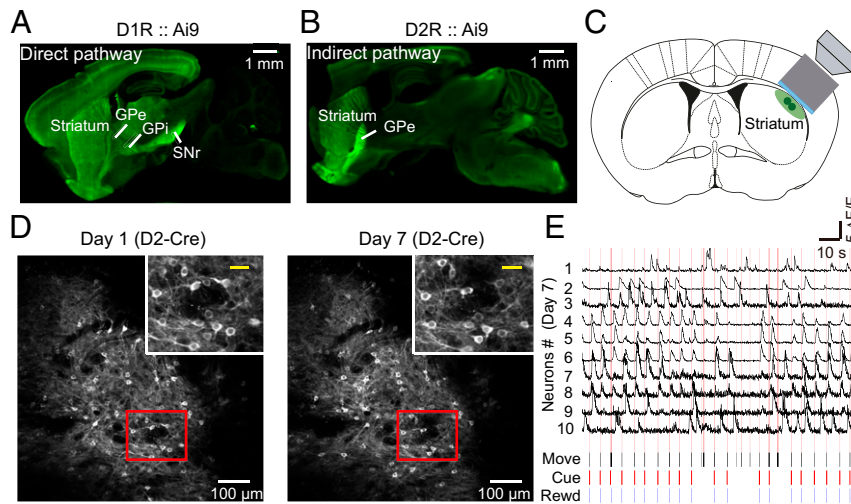 A
D1R :: Ai9
Direct pathway
1 mm
Striatum
GPe
GPi
SNr
B
D2R :: Ai9
Indirect pathway
1 mm
Striatum
GPe
C
Striatum
D
Day 1 (D2-Cre)
100 µm
Day 7 (D2-Cre)
100 µm
E
10 s
Neurons # (Day 7)
1
2
3
4
5
6
7
8
9
10
Move
Cue
Rewd